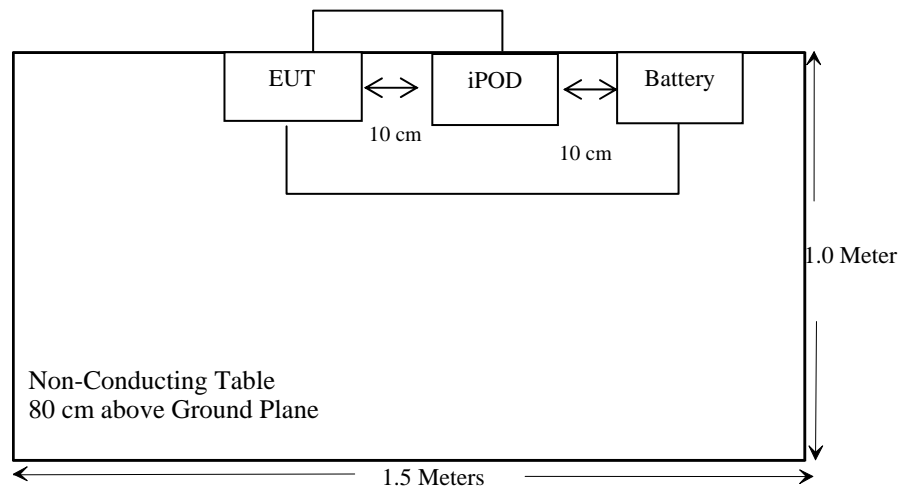 EUT
iPOD
Battery
10 cm
10 cm
1.0 Meter
Non-Conducting Table
80 cm above Ground Plane
1.5 Meters